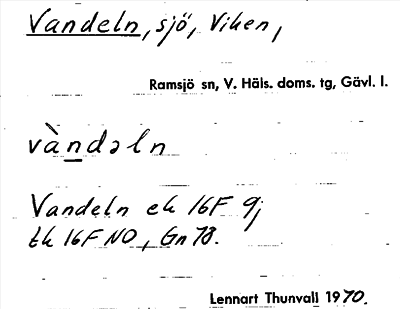 Vandeln, sjö, Viken,
Ramsjö sn, V. Häls. doms. tg, Gävl. l.
vàndəln
Vandeln ek 16F 9j
tk 16F NO, Gn 78.
Lennart Thunvall 1970.